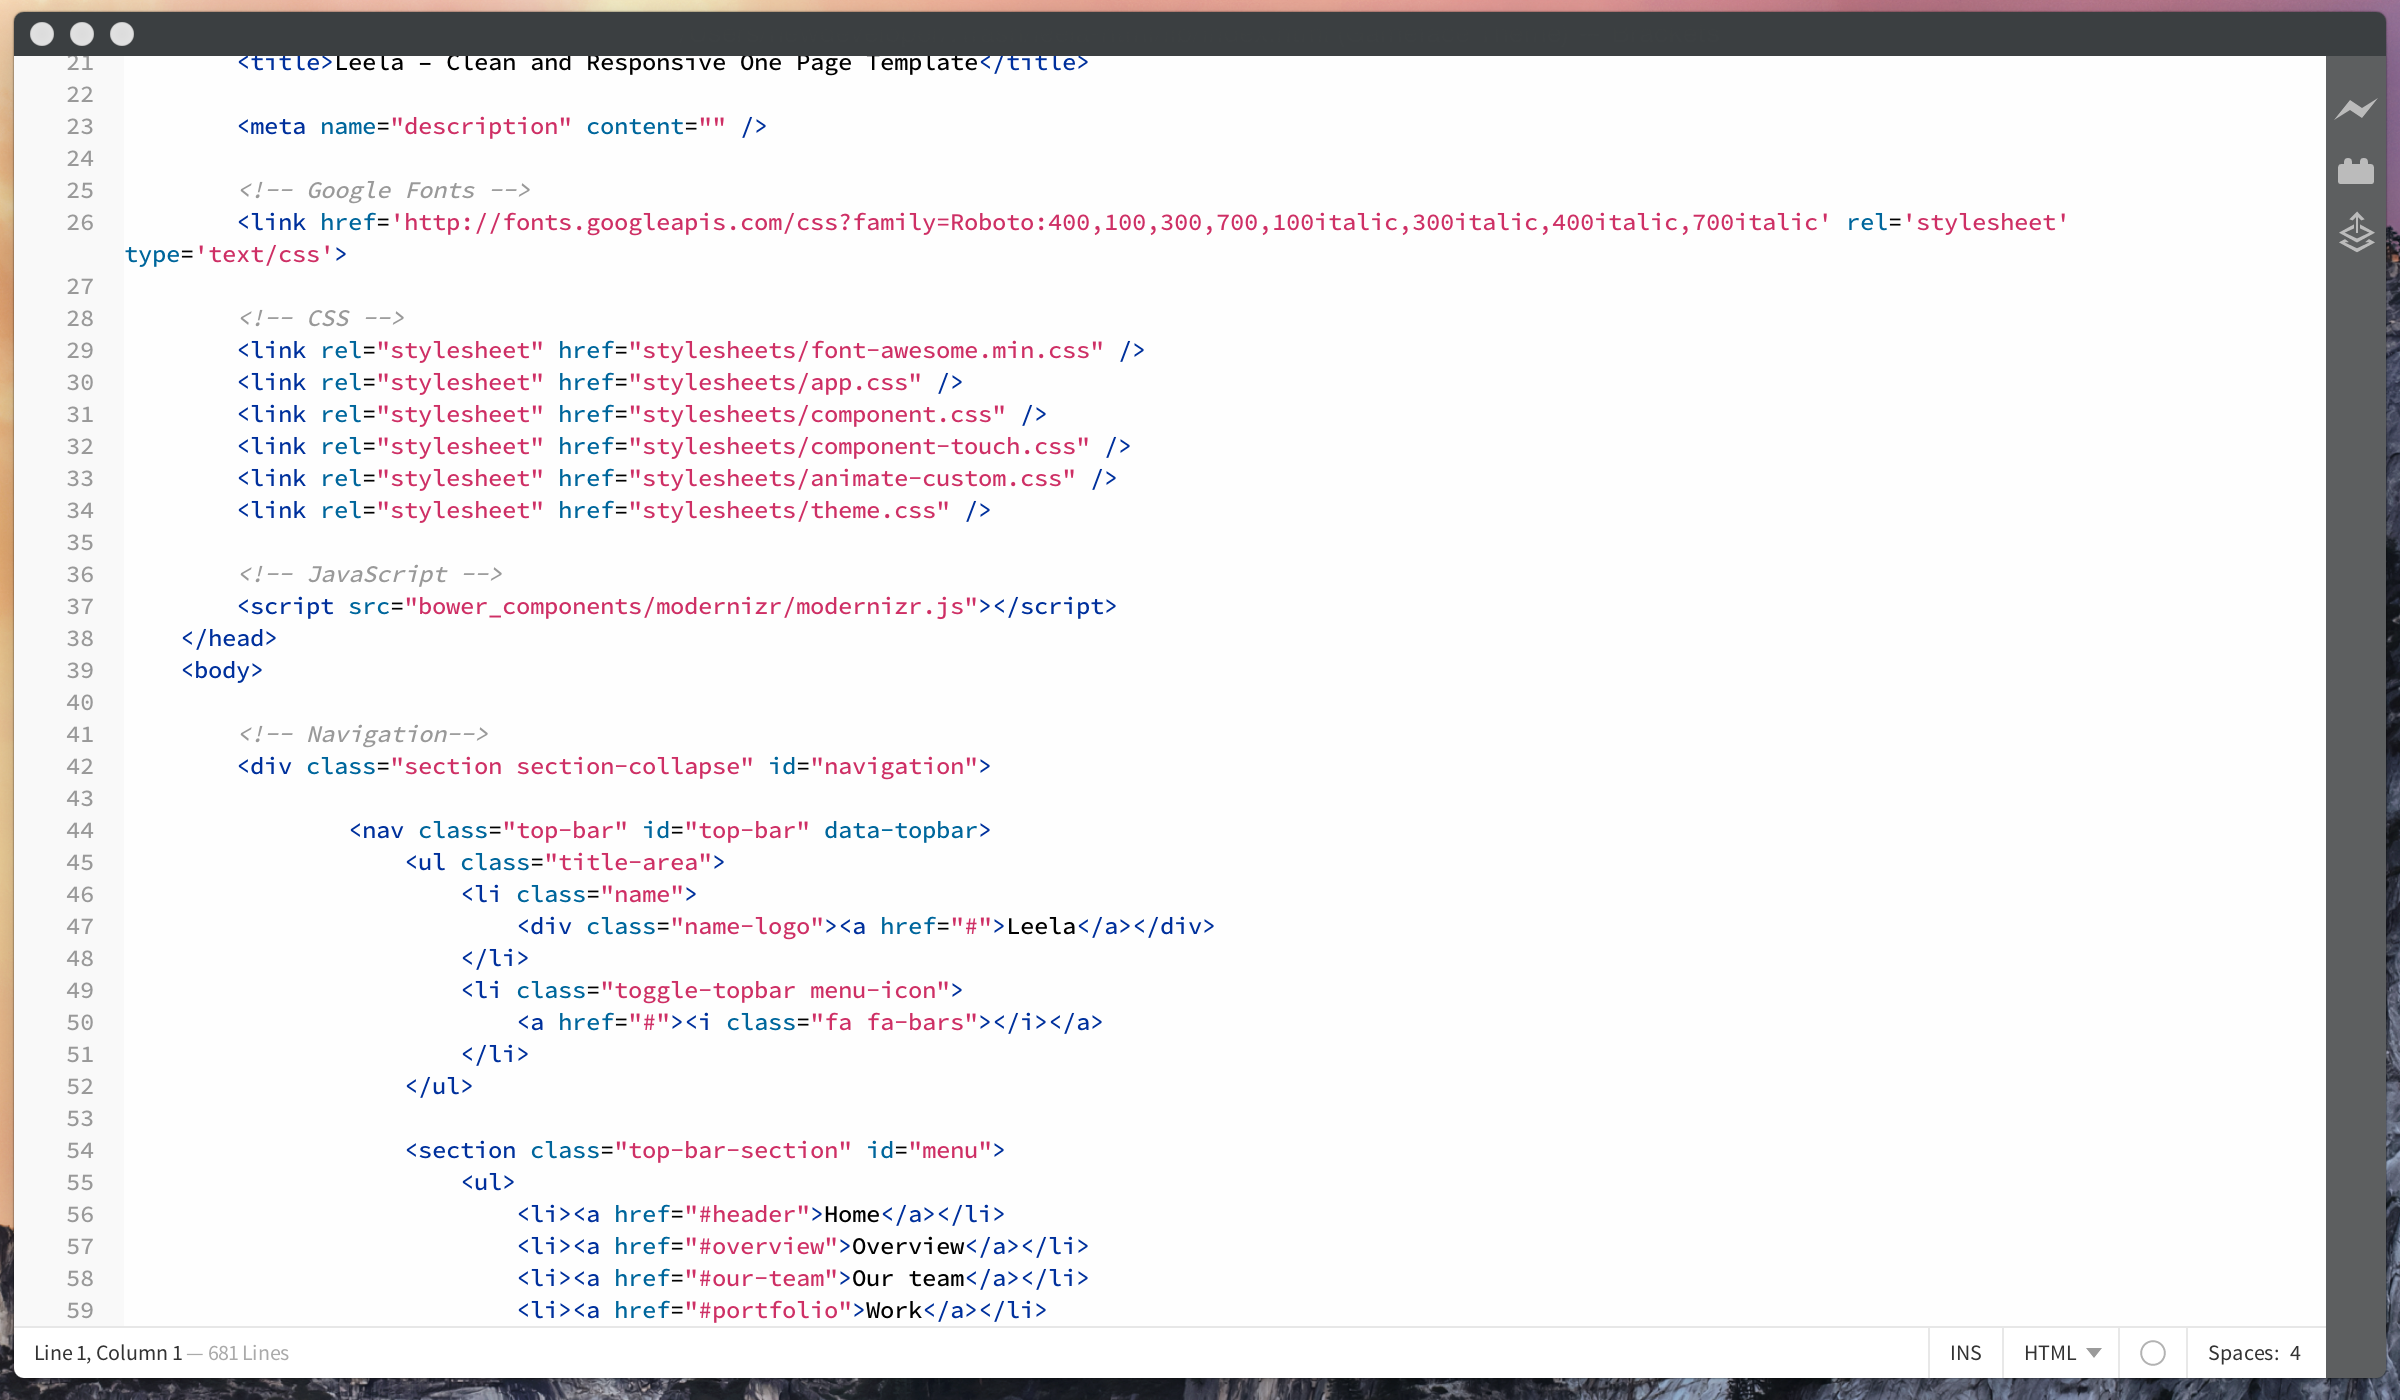 21 <title>Leela – Clean and Responsive One Page Template</title>
22
23 <meta name="description" content="" />
24
25 <!-- Google Fonts -->
26 <link href='http://fonts.googleapis.com/css?family=Roboto:400,100,300,700,100italic,300italic,400italic,700italic' rel='stylesheet'
type='text/css'>
27
28 <!-- CSS -->
29 <link rel="stylesheet" href="stylesheets/font-awesome.min.css" />
30 <link rel="stylesheet" href="stylesheets/app.css" />
31 <link rel="stylesheet" href="stylesheets/component.css" />
32 <link rel="stylesheet" href="stylesheets/component-touch.css" />
33 <link rel="stylesheet" href="stylesheets/animate-custom.css" />
34 <link rel="stylesheet" href="stylesheets/theme.css" />
35
36 <!-- JavaScript -->
37 <script src="bower_components/modernizr/modernizr.js"></script>
38 </head>
39 <body>
40
41 <!-- Navigation-->
42 <div class="section section-collapse" id="navigation">
43
44 <nav class="top-bar" id="top-bar" data-topbar>
45 <ul class="title-area">
46 <li class="name">
47 <div class="name-logo"><a href="#">Leela</a></div>
48 </li>
49 <li class="toggle-topbar menu-icon">
50 <a href="#"><i class="fa fa-bars"></i></a>
51 </li>
52 </ul>
53
54 <section class="top-bar-section" id="menu">
55 <ul>
56 <li><a href="#header">Home</a></li>
57 <li><a href="#overview">Overview</a></li>
58 <li><a href="#our-team">Our team</a></li>
59 <li><a href="#portfolio">Work</a></li>
Line 1, Column 1 — 681 Lines INS HTML Spaces: 4